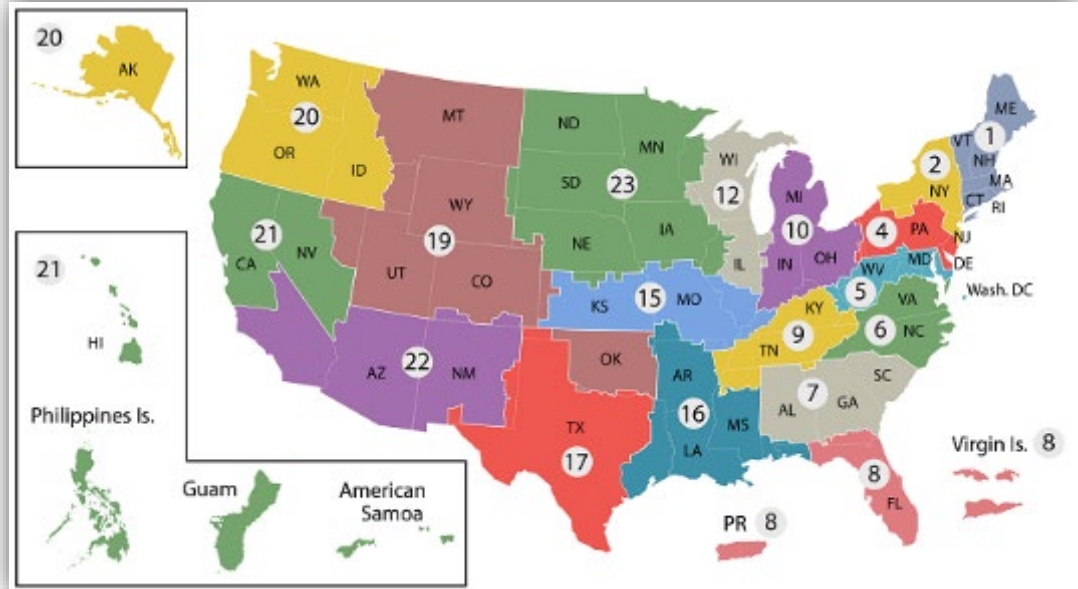 20
AK
WA
20
OR
ID
MT
WY
19
UT
CO
ND
MN
SD
23
NE
IA
WI
12
IL
MI
10
IN
OH
ME
1
VT
NH
MA
CT
RI
2
NY
4
PA
NJ
DE
MD
WV
5
Wash. DC
VA
6
NC
KY
9
TN
KS
15
MO
21
CA
NV
AZ
22
NM
OK
TX
17
AR
16
MS
LA
AL
7
GA
SC
8
FL
Virgin Is. 8
PR 8
21
HI
Philippines Is.
Guam
American
Samoa